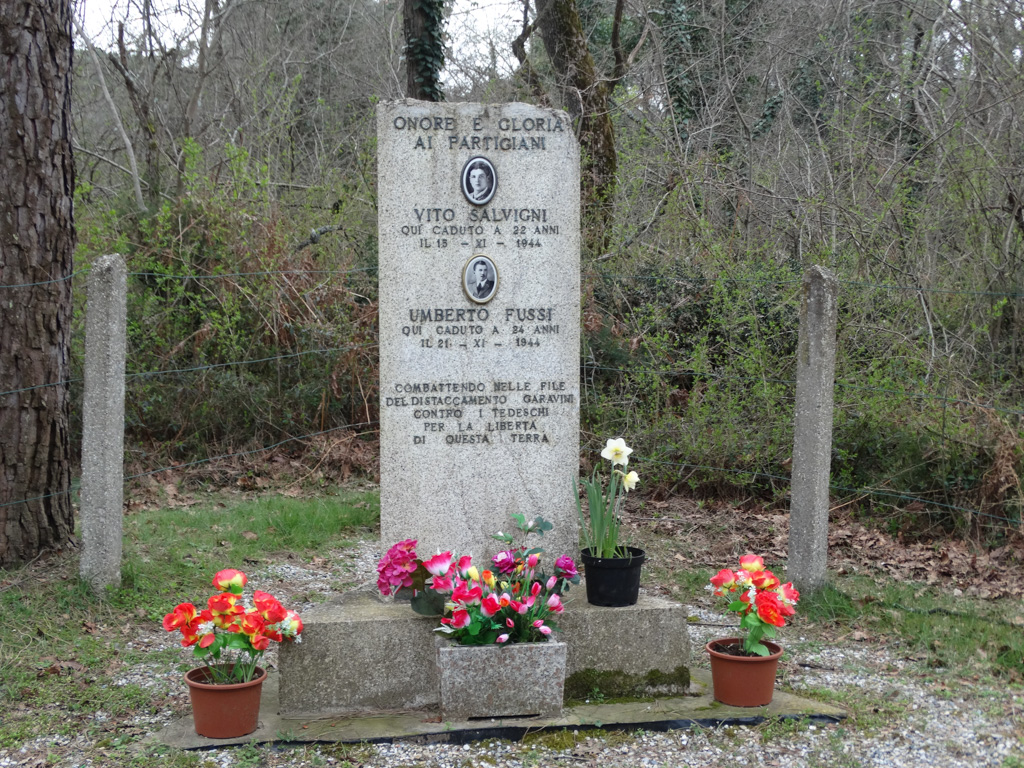 ONORE E GLORIA
AI PARTIGIANI
VITO SALVIGNI
QUI CADUTO A 22 ANNI
IL 15 - XI - 1944
UMBERTO FUSSI
QUI CADUTO A 24 ANNI
IL 21 - XI - 1944
COMBATTENDO NELLE FILE
DEL DISTACCAMENTO GARAVINI
CONTRO I TEDESCHI
PER LA LIBERTÀ
DI QUESTA TERRA